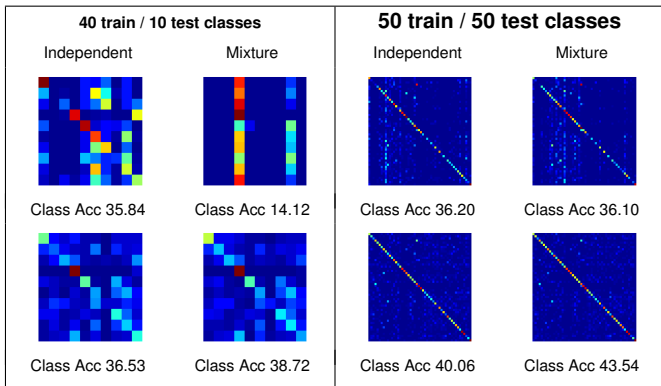 40 train / 10 test classes
50 train / 50 test classes
Independent Mixture Independent Mixture
Class Acc 35.84 Class Acc 14.12 Class Acc 36.20 Class Acc 36.10
Class Acc 36.53 Class Acc 38.72 Class Acc 40.06 Class Acc 43.54